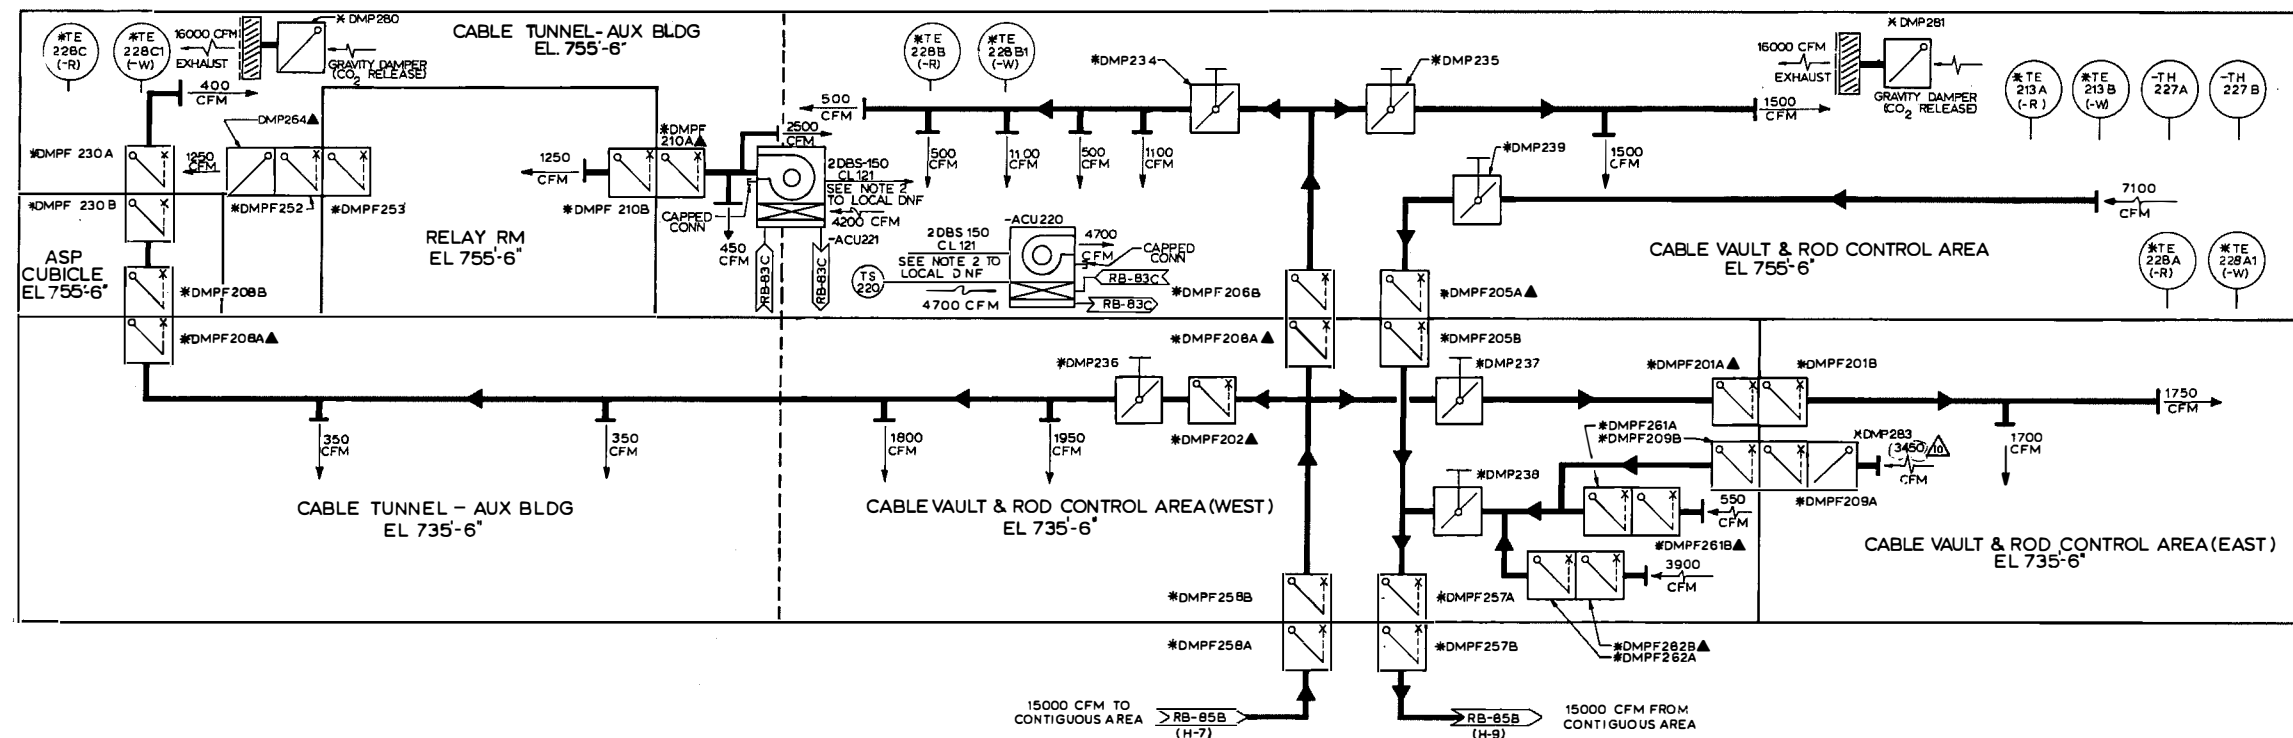 *TE
228C
(-R)
*TE
228C1
(-W)
16000 CFM
EXHAUST
* DMP280
GRAVITY DAMPER
(CO2 RELEASE)
CABLE TUNNEL-AUX BLDG
EL. 755'-6"
400
CFM
*DMPF 230A
*DMPF 230B
1250
CFM
DMP264▲
*DMPF252
*DMPF253
ASP
CUBICLE
EL 755'-6"
RELAY RM
EL 755'-6"
1250
CFM
*DMPF
210A▲
*DMPF 210B
2500
CFM
CAPPED
CONN
450
CFM
2DBS-150
CL 121
SEE NOTE 2
TO LOCAL DNF
4200 CFM
-ACU221
RB-83C
RB-83C
*TE
228B
(-R)
*TE
228B1
(-W)
*DMP234
*DMP235
500
CFM
500
CFM
1100
CFM
500
CFM
1100
CFM
1500
CFM
1500
CFM
16000 CFM
EXHAUST
* DMP281
GRAVITY DAMPER
(CO2 RELEASE)
*TE
213A
(-R)
*TE
213B
(-W)
-TH
227A
-TH
227B
*DMP239
7100
CFM
CABLE VAULT & ROD CONTROL AREA
EL 755'-6"
*TE
228A
(-R)
*TE
228A1
(-W)
2DBS 150
CL 121
SEE NOTE 2 TO
LOCAL DNF
TS
220
4700 CFM
-ACU220
4700
CFM
CAPPED
CONN
RB-83C
RB-83C
*DMPF206B
*DMPF205A▲
*DMPF208B
*DMPF208A▲
*DMPF208A▲
*DMPF205B
*DMP236
*DMPF202▲
*DMP237
*DMPF201A▲
*DMPF201B
1750
CFM
350
CFM
350
CFM
1800
CFM
1950
CFM
1700
CFM
*DMPF261A
*DMPF209B
*DMP283
(3450)
10
CFM
*DMPF209A
*DMP238
550
CFM
*DMPF261B▲
3900
CFM
CABLE TUNNEL - AUX BLDG
EL 735'-6"
CABLE VAULT & ROD CONTROL AREA (WEST)
EL 735'-6"
CABLE VAULT & ROD CONTROL AREA (EAST)
EL 735'-6"
*DMPF258B
*DMPF257A
*DMPF258A
*DMPF257B
*DMPF262B▲
*DMPF262A
15000 CFM TO
CONTIGUOUS AREA
RB-85B
(H-7)
RB-85B
(H-9)
15000 CFM FROM
CONTIGUOUS AREA